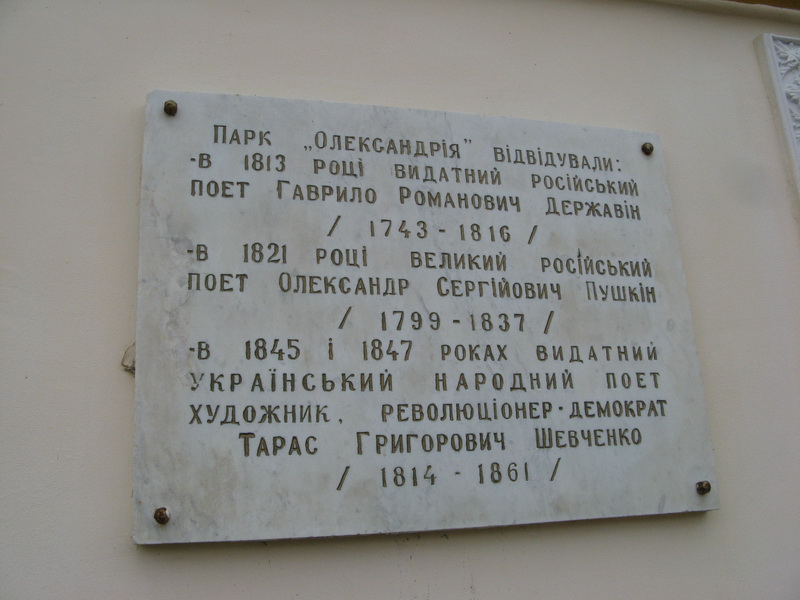 ПАРК „ОЛЕКСАНДРІЯ" ВІДВІДУВАЛИ:
-В 1813 РОЦІ ВИДАТНИЙ РОСІЙСЬКИЙ
ПОЕТ ГАВРИЛО РОМАНОВИЧ ДЕРЖАВІН
/ 1743 - 1816 /
-В 1821 РОЦІ ВЕЛИКИЙ РОСІЙСЬКИЙ
ПОЕТ ОЛЕКСАНДР СЕРГІЙОВИЧ ПУШКІН
/ 1799 - 1837 /
-В 1845 І 1847 РОКАХ ВИДАТНИЙ
УКРАЇНСЬКИЙ НАРОДНИЙ ПОЕТ
ХУДОЖНИК, РЕВОЛЮЦІОНЕР-ДЕМОКРАТ
ТАРАС ГРИГОРОВИЧ ШЕВЧЕНКО
/ 1814 - 1861 /